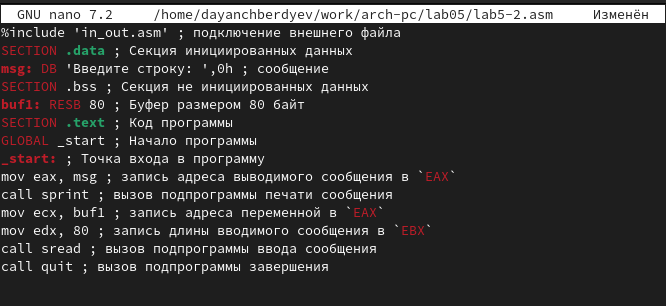 GNU nano 7.2 /home/dayanchberdyev/work/arch-pc/lab05/lab5-2.asm Изменён
%include 'in_out.asm' ; подключение внешнего файла
SECTION .data ; Секция инициированных данных
msg: DB 'Введите строку: ',0h ; сообщение
SECTION .bss ; Секция не инициированных данных
buf1: RESB 80 ; Буфер размером 80 байт
SECTION .text ; Код программы
GLOBAL _start ; Начало программы
_start: ; Точка входа в программу
mov eax, msg ; запись адреса выводимого сообщения в `EAX`
call sprint ; вызов подпрограммы печати сообщения
mov ecx, buf1 ; запись адреса переменной в `EAX`
mov edx, 80 ; запись длины вводимого сообщения в `EBX`
call sread ; вызов подпрограммы ввода сообщения
call quit ; вызов подпрограммы завершения